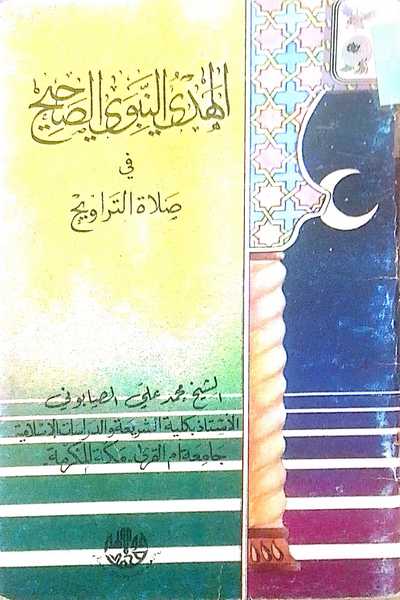 الهدي النبوي الصحيح
في
صلاة التراويح
الشيخ محمد علي الصابوني
الأستاذ بكلية الشريعة والدراسات الإسلامية
جامعة أم القرى - مكة المكرمة -